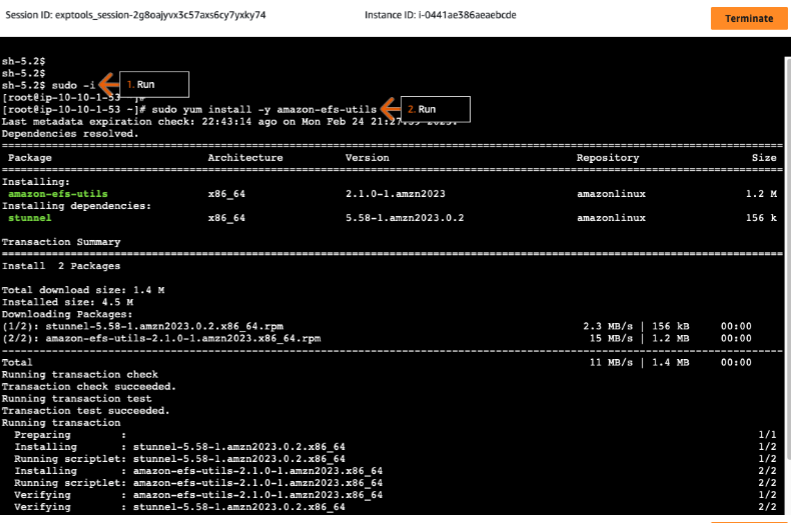 Session ID: exptools_session-2g8oajyvx3c57axs6cy7yxky74 Instance ID: i-0441ae386aeaebcde Terminate
sh-5.2$
sh-5.2$
sh-5.2$ sudo -i 1. Run
[root@ip-10-10-1-53 ~]#
[root@ip-10-10-1-53 ~]# sudo yum install -y amazon-efs-utils 2. Run
Last metadata expiration check: 22:43:14 ago on Mon Feb 24
Dependencies resolved.
Package Architecture Version Repository Size
Installing:
amazon-efs-utils x86_64 2.1.0-1.amzn2023 amazonlinux 1.2 M
Installing dependencies:
stunnel x86_64 5.58-1.amzn2023.0.2 amazonlinux 156 k
Transaction Summary
Install 2 Packages
Total download size: 1.4 M
Installed size: 4.5 M
Downloading Packages:
(1/2): stunnel-5.58-1.amzn2023.0.2.x86_64.rpm 2.3 MB/s | 156 kB 00:00
(2/2): amazon-efs-utils-2.1.0-1.amzn2023.x86_64.rpm 15 MB/s | 1.2 MB 00:00
Total 11 MB/s | 1.4 MB 00:00
Running transaction check
Transaction check succeeded.
Running transaction test
Transaction test succeeded.
Running transaction
Preparing : 1/1
Installing : stunnel-5.58-1.amzn2023.0.2.x86_64 1/2
Running scriptlet: stunnel-5.58-1.amzn2023.0.2.x86_64 1/2
Installing : amazon-efs-utils-2.1.0-1.amzn2023.x86_64 2/2
Running scriptlet: amazon-efs-utils-2.1.0-1.amzn2023.x86_64 2/2
Verifying : amazon-efs-utils-2.1.0-1.amzn2023.x86_64 1/2
Verifying : stunnel-5.58-1.amzn2023.0.2.x86_64 2/2